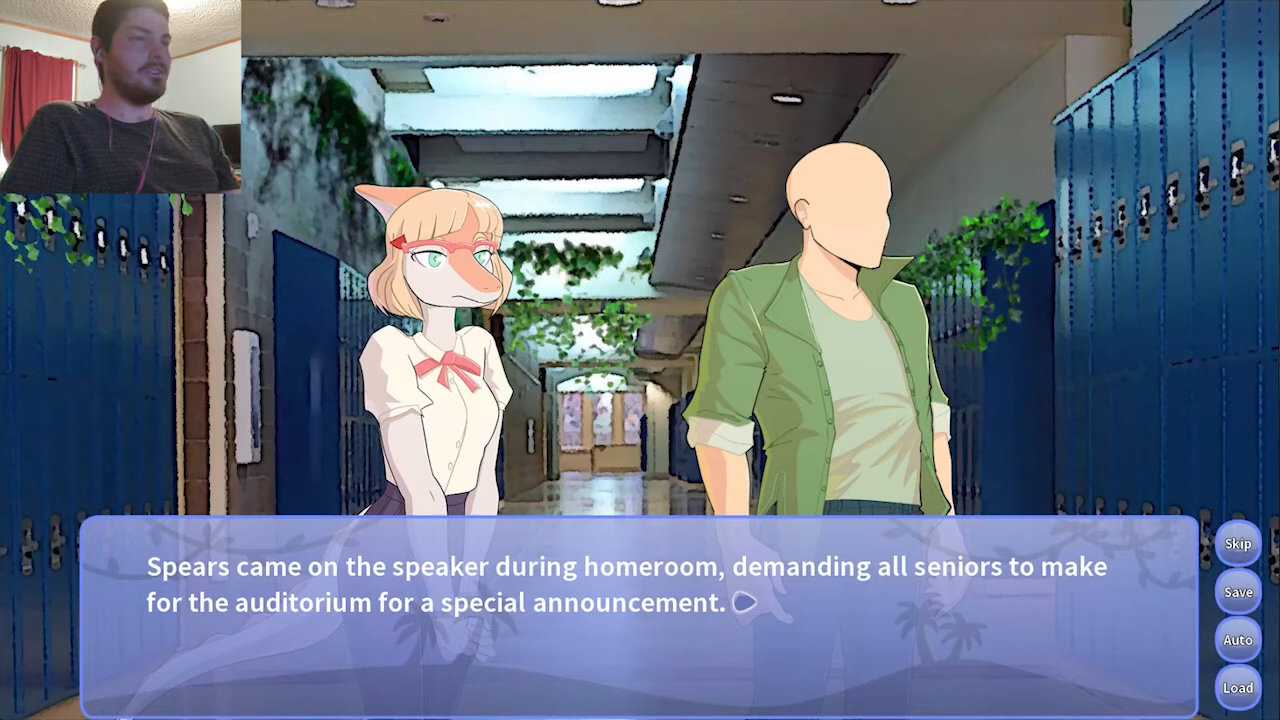 Spears came on the speaker during homeroom, demanding all seniors to make
for the auditorium for a special announcement.
Skip
Save
Auto
Load